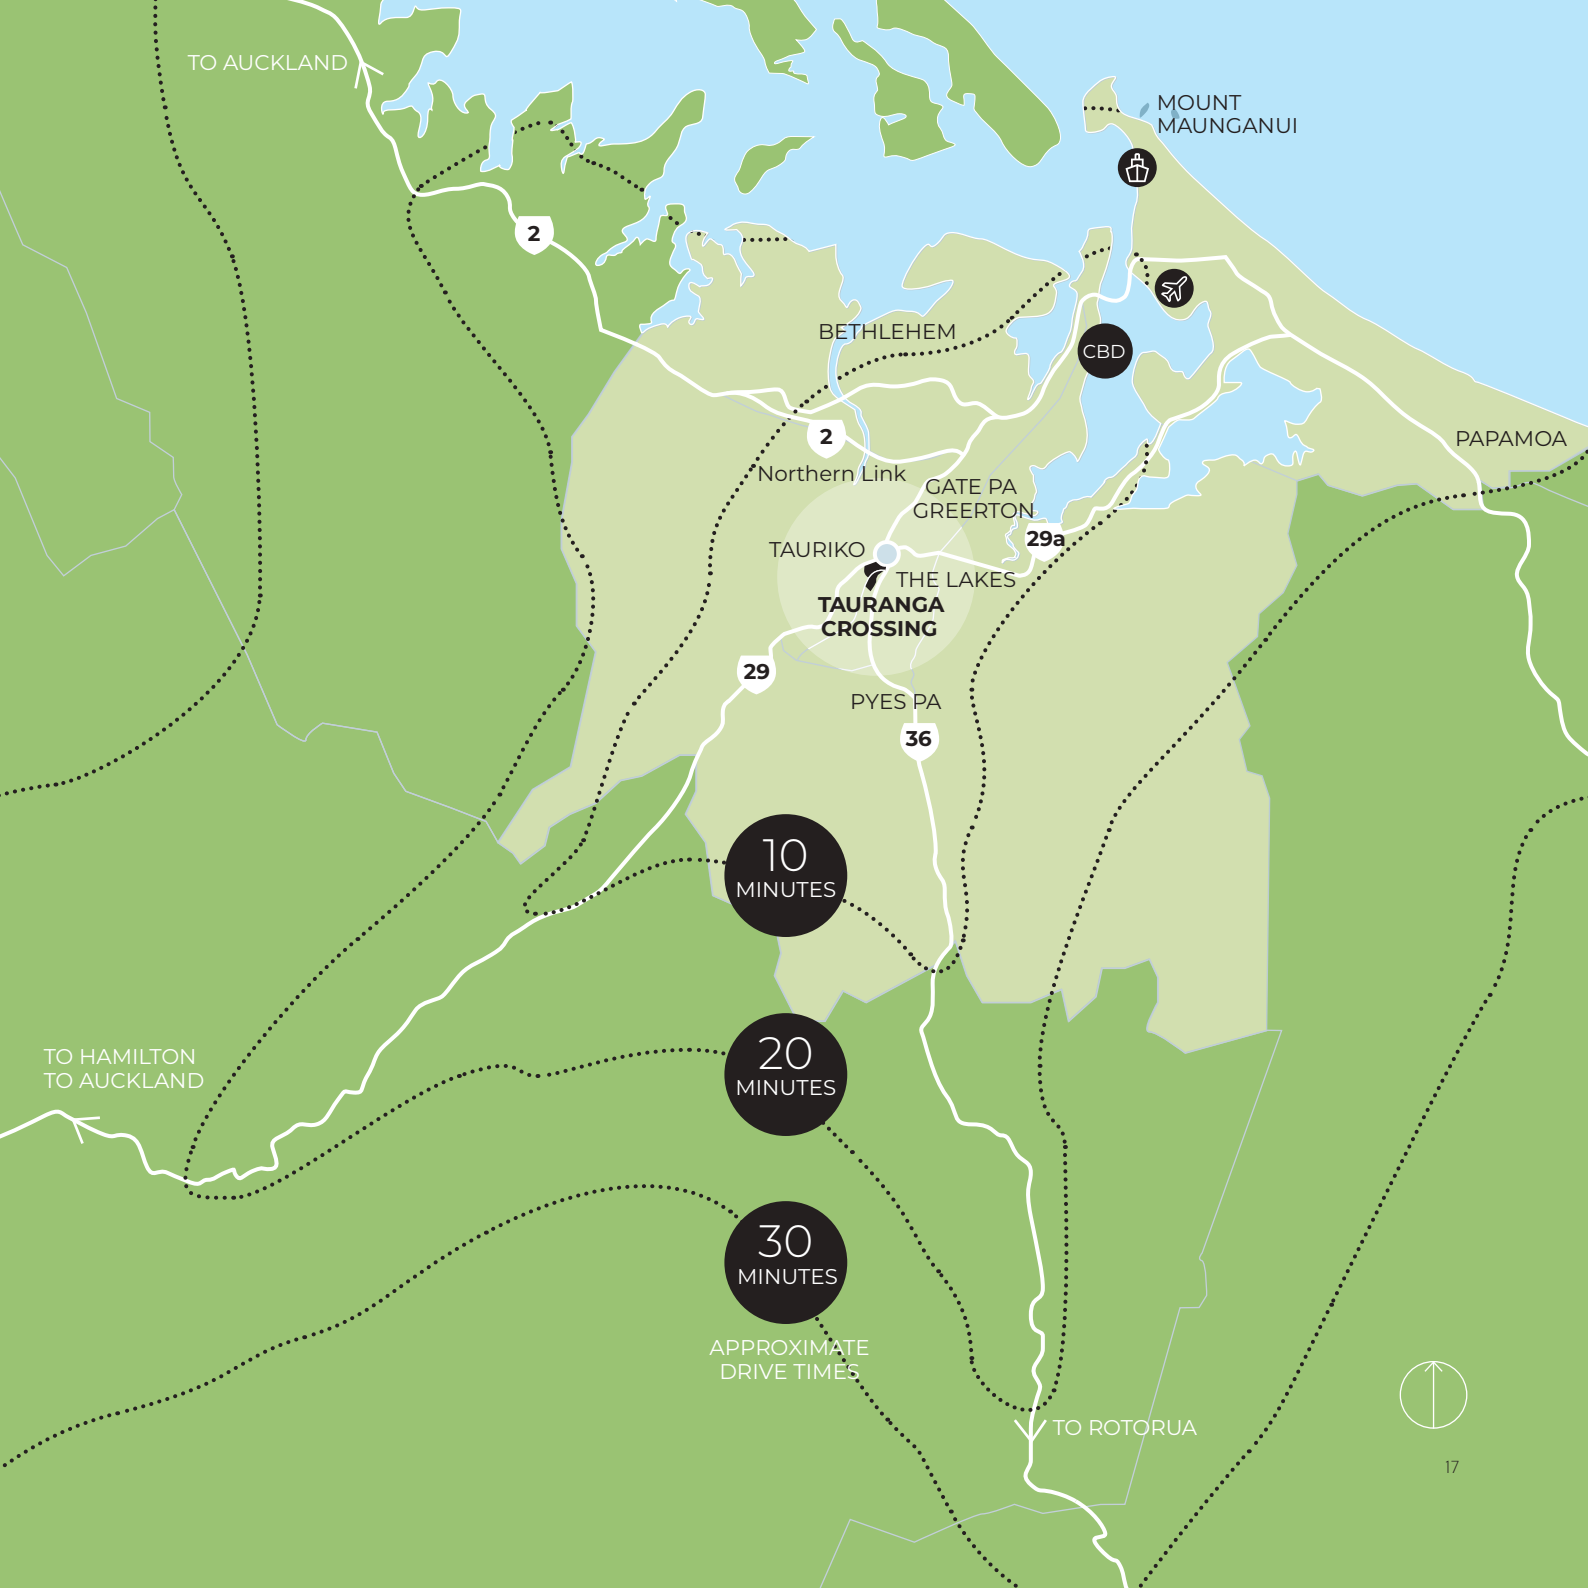 TO AUCKLAND
MOUNT
MAUNGANUI
2
BETHLEHEM
CBD
2
PAPAMOA
Northern Link
GATE PA
GREERTON
29a
TAURIKO
THE LAKES
TAURANGA
CROSSING
29
PYES PA
36
10
MINUTES
20
MINUTES
TO HAMILTON
TO AUCKLAND
30
MINUTES
APPROXIMATE
DRIVE TIMES
TO ROTORUA
17